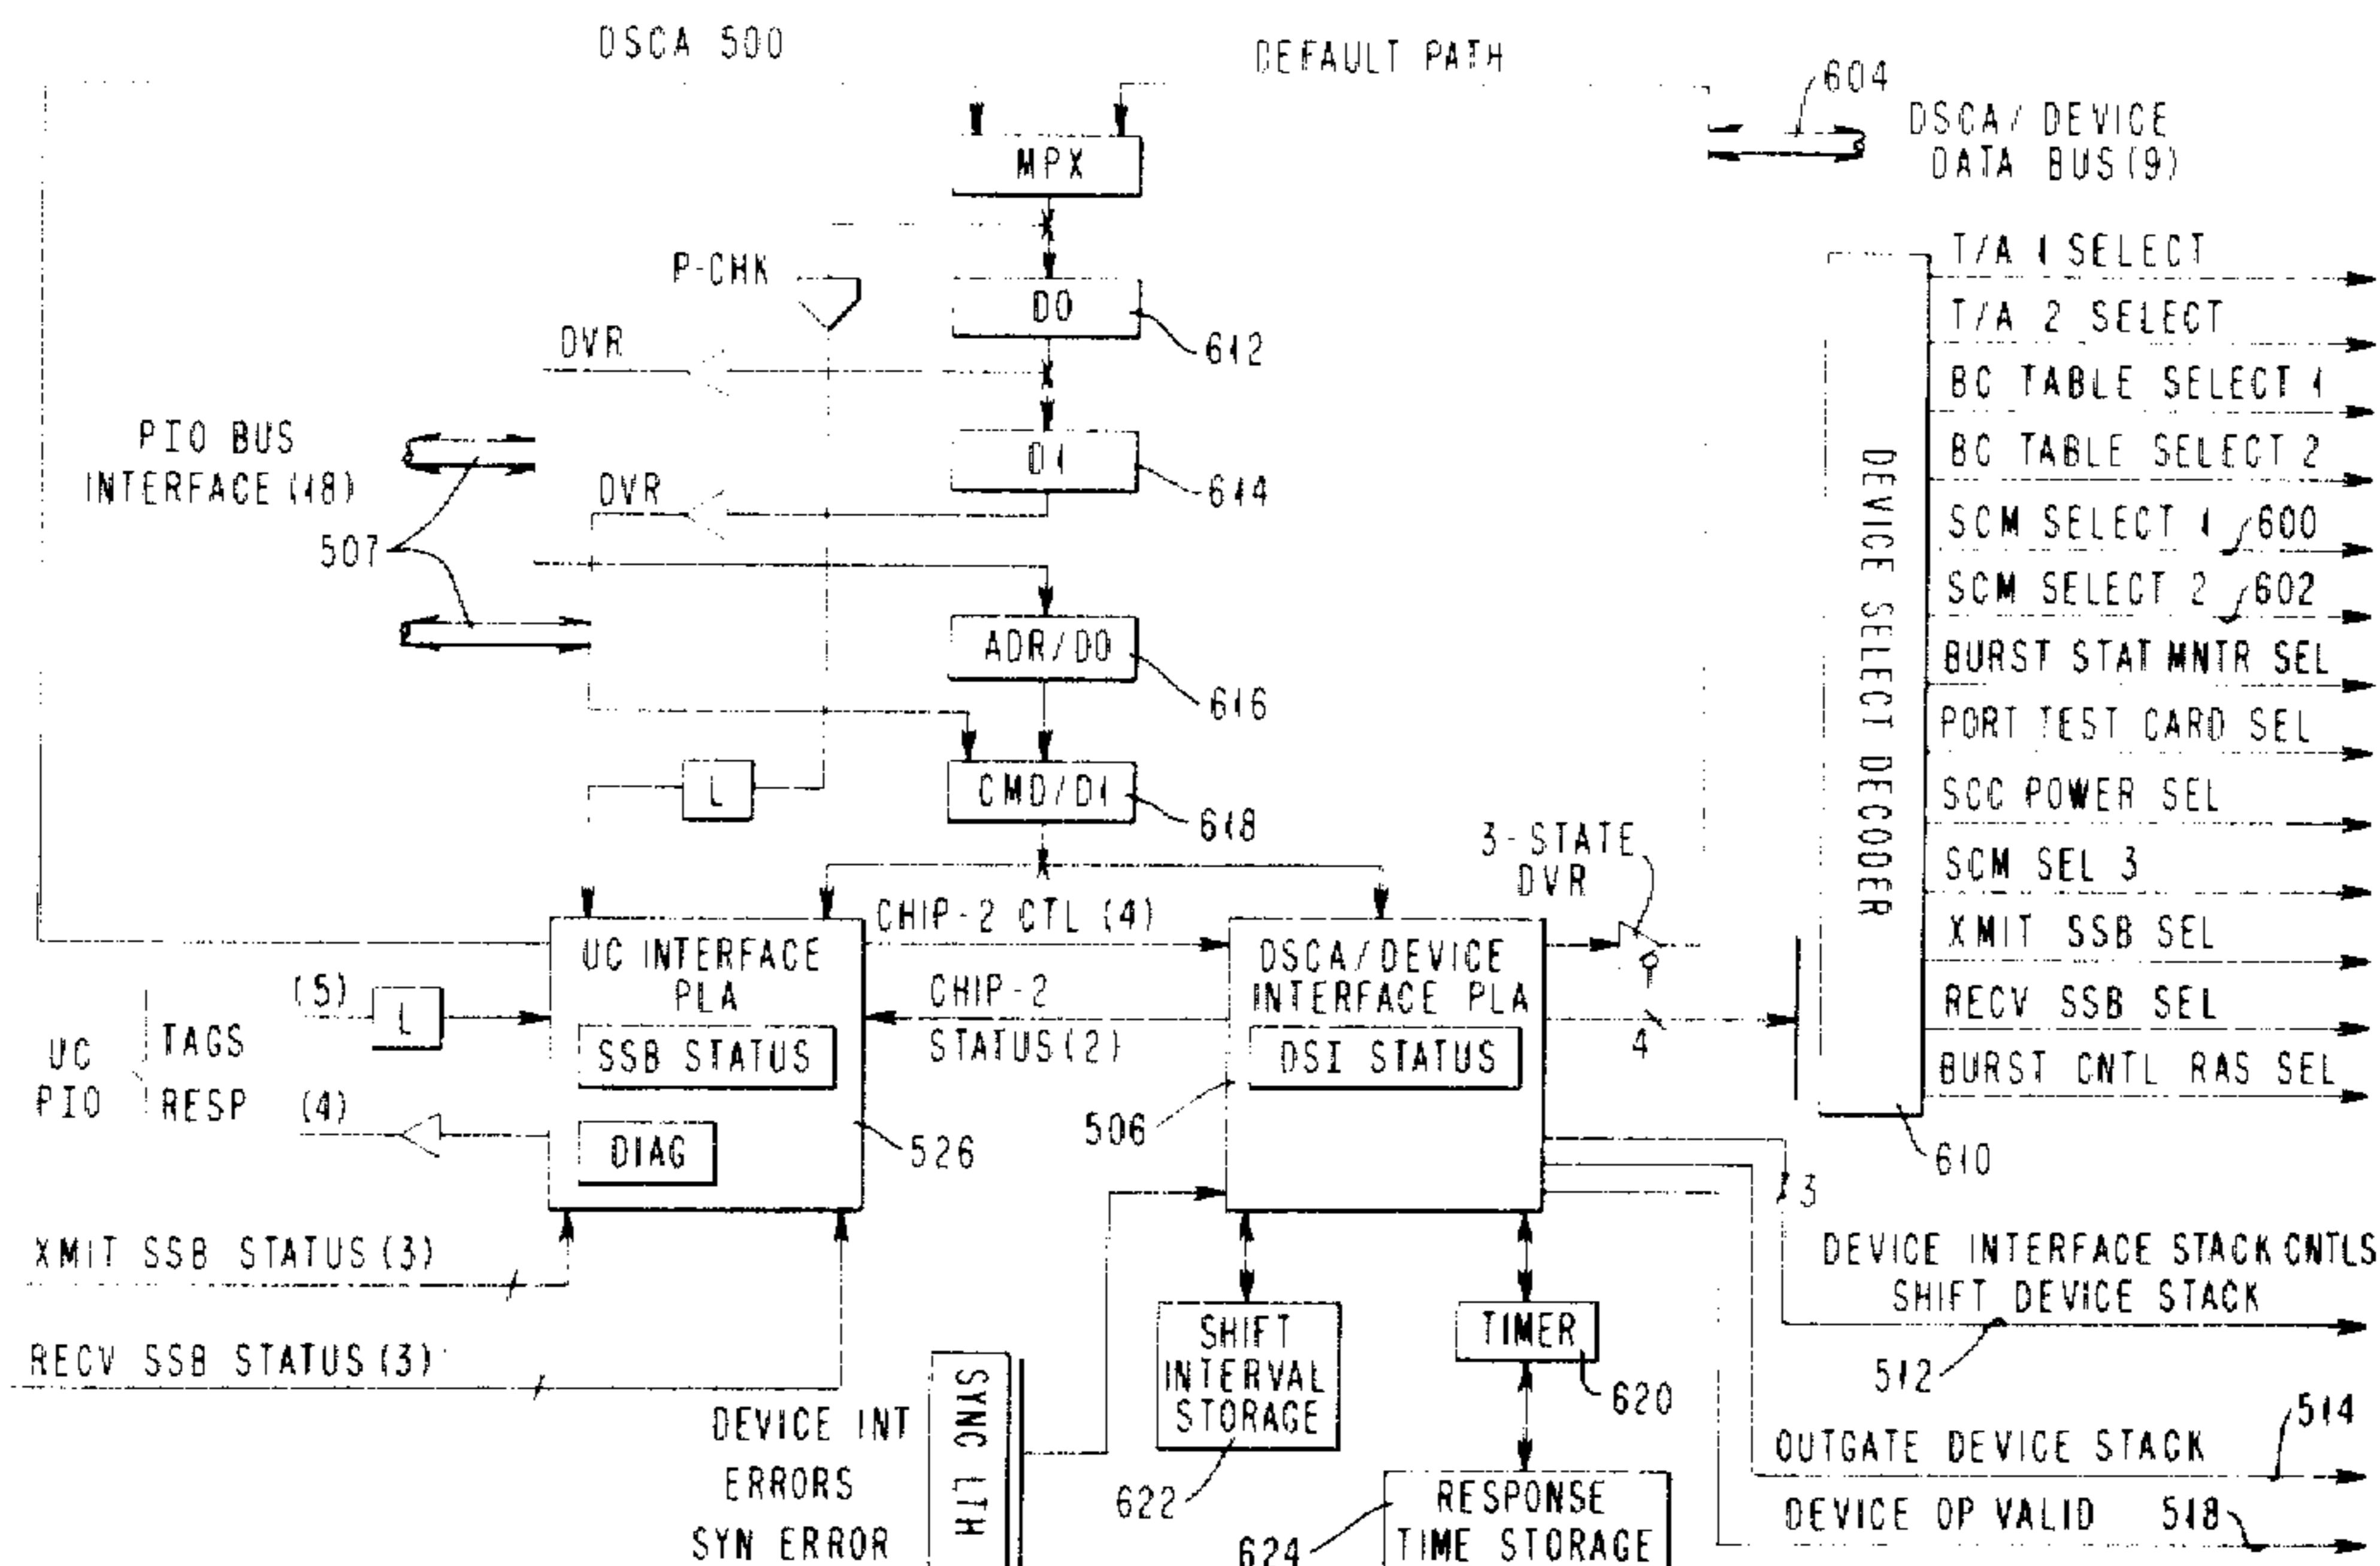 DSCA 500
DEFAULT PATH
604
DSCA/DEVICE
DATA BUS(9)
MPX
P-CHK
D0
612
DVR
D1
614
DVR
PIO BUS
INTERFACE(18)
507
ADR/D0
616
L
CMD/D1
618
3-STATE
DVR
DEVICE SELECT DECODER
T/A 1 SELECT
T/A 2 SELECT
BC TABLE SELECT 1
BC TABLE SELECT 2
SCM SELECT 1 600
SCM SELECT 2 602
BURST STAT MNTR SEL
PORT TEST CARD SEL
SCC POWER SEL
SCM SEL 3
XMIT SSB SEL
RECV SSB SEL
BURST CNTL RAS SEL
610
UC INTERFACE
PLA
SSB STATUS
DIAG
526
CHIP-2 CTL (4)
CHIP-2
STATUS(2)
DSCA/DEVICE
INTERFACE PLA
DSI STATUS
506
4
3
UC
PIO
TAGS
RESP
(5)
L
(4)
XMIT SSB STATUS(3)
RECV SSB STATUS(3)
DEVICE INT
ERRORS
SYN ERROR
SYNC LTH
SHIFT
INTERVAL
STORAGE
622
TIMER
620
RESPONSE
TIME STORAGE
624
DEVICE INTERFACE STACK CNTLS
SHIFT DEVICE STACK
512
OUTGATE DEVICE STACK
514
DEVICE OP VALID 518